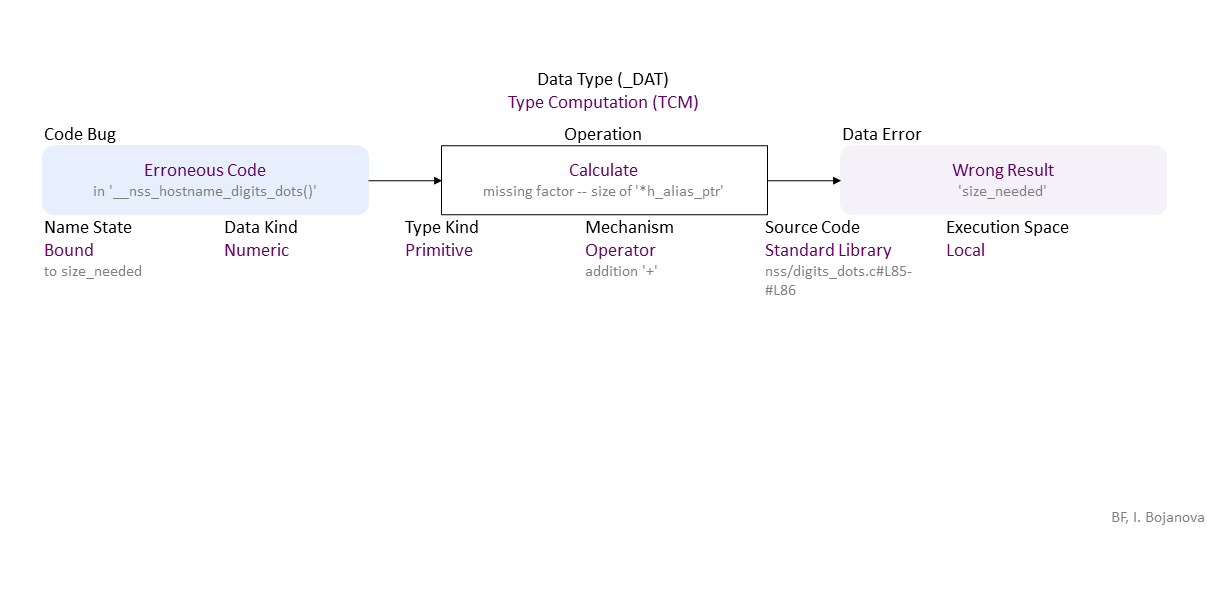 Data Type (_DAT)
Type Computation (TCM)
Code Bug
Operation
Data Error
Erroneous Code
in '__nss_hostname_digits_dots()'
Calculate
missing factor -- size of '*h_alias_ptr'
Wrong Result
'size_needed'
Name State
Bound
to size_needed
Data Kind
Numeric
Type Kind
Primitive
Mechanism
Operator
addition '+'
Source Code
Standard Library
nss/digits_dots.c#L85-
#L86
Execution Space
Local
BF, I. Bojanova